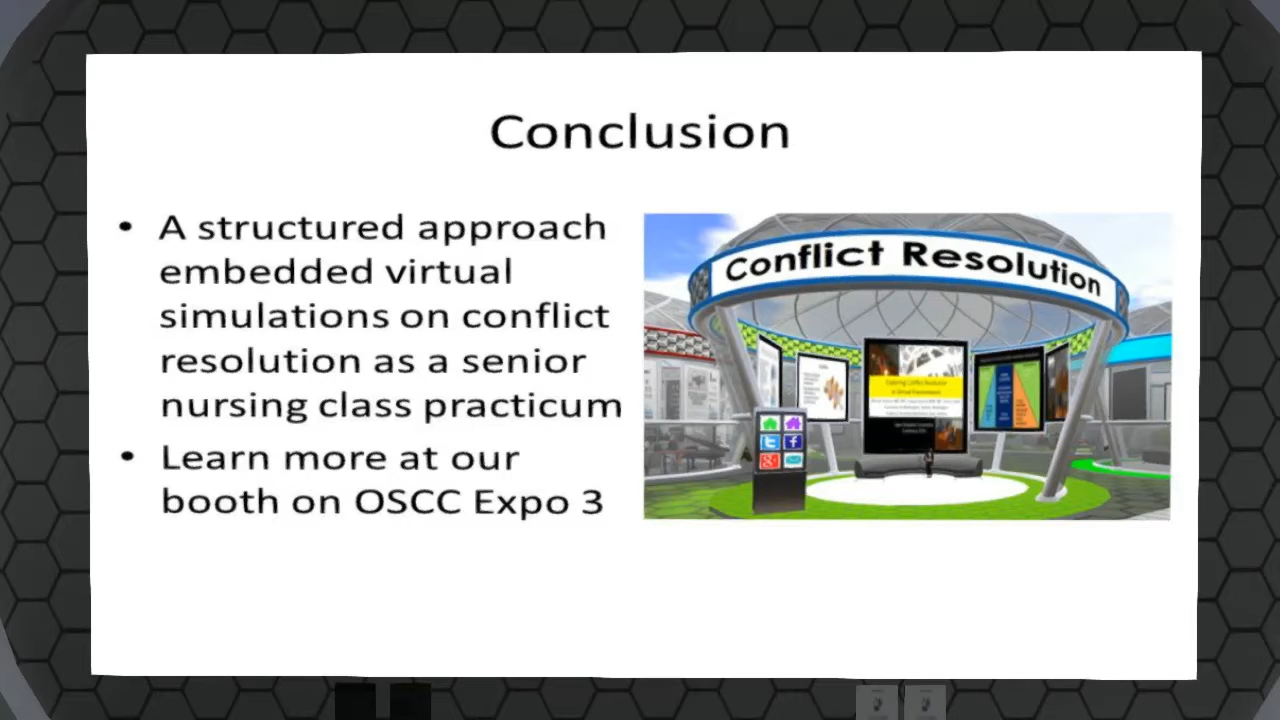 Conclusion
• A structured approach
embedded virtual
simulations on conflict
resolution as a senior
nursing class practicum
• Learn more at our
booth on OSCC Expo 3
Conflict Resolution